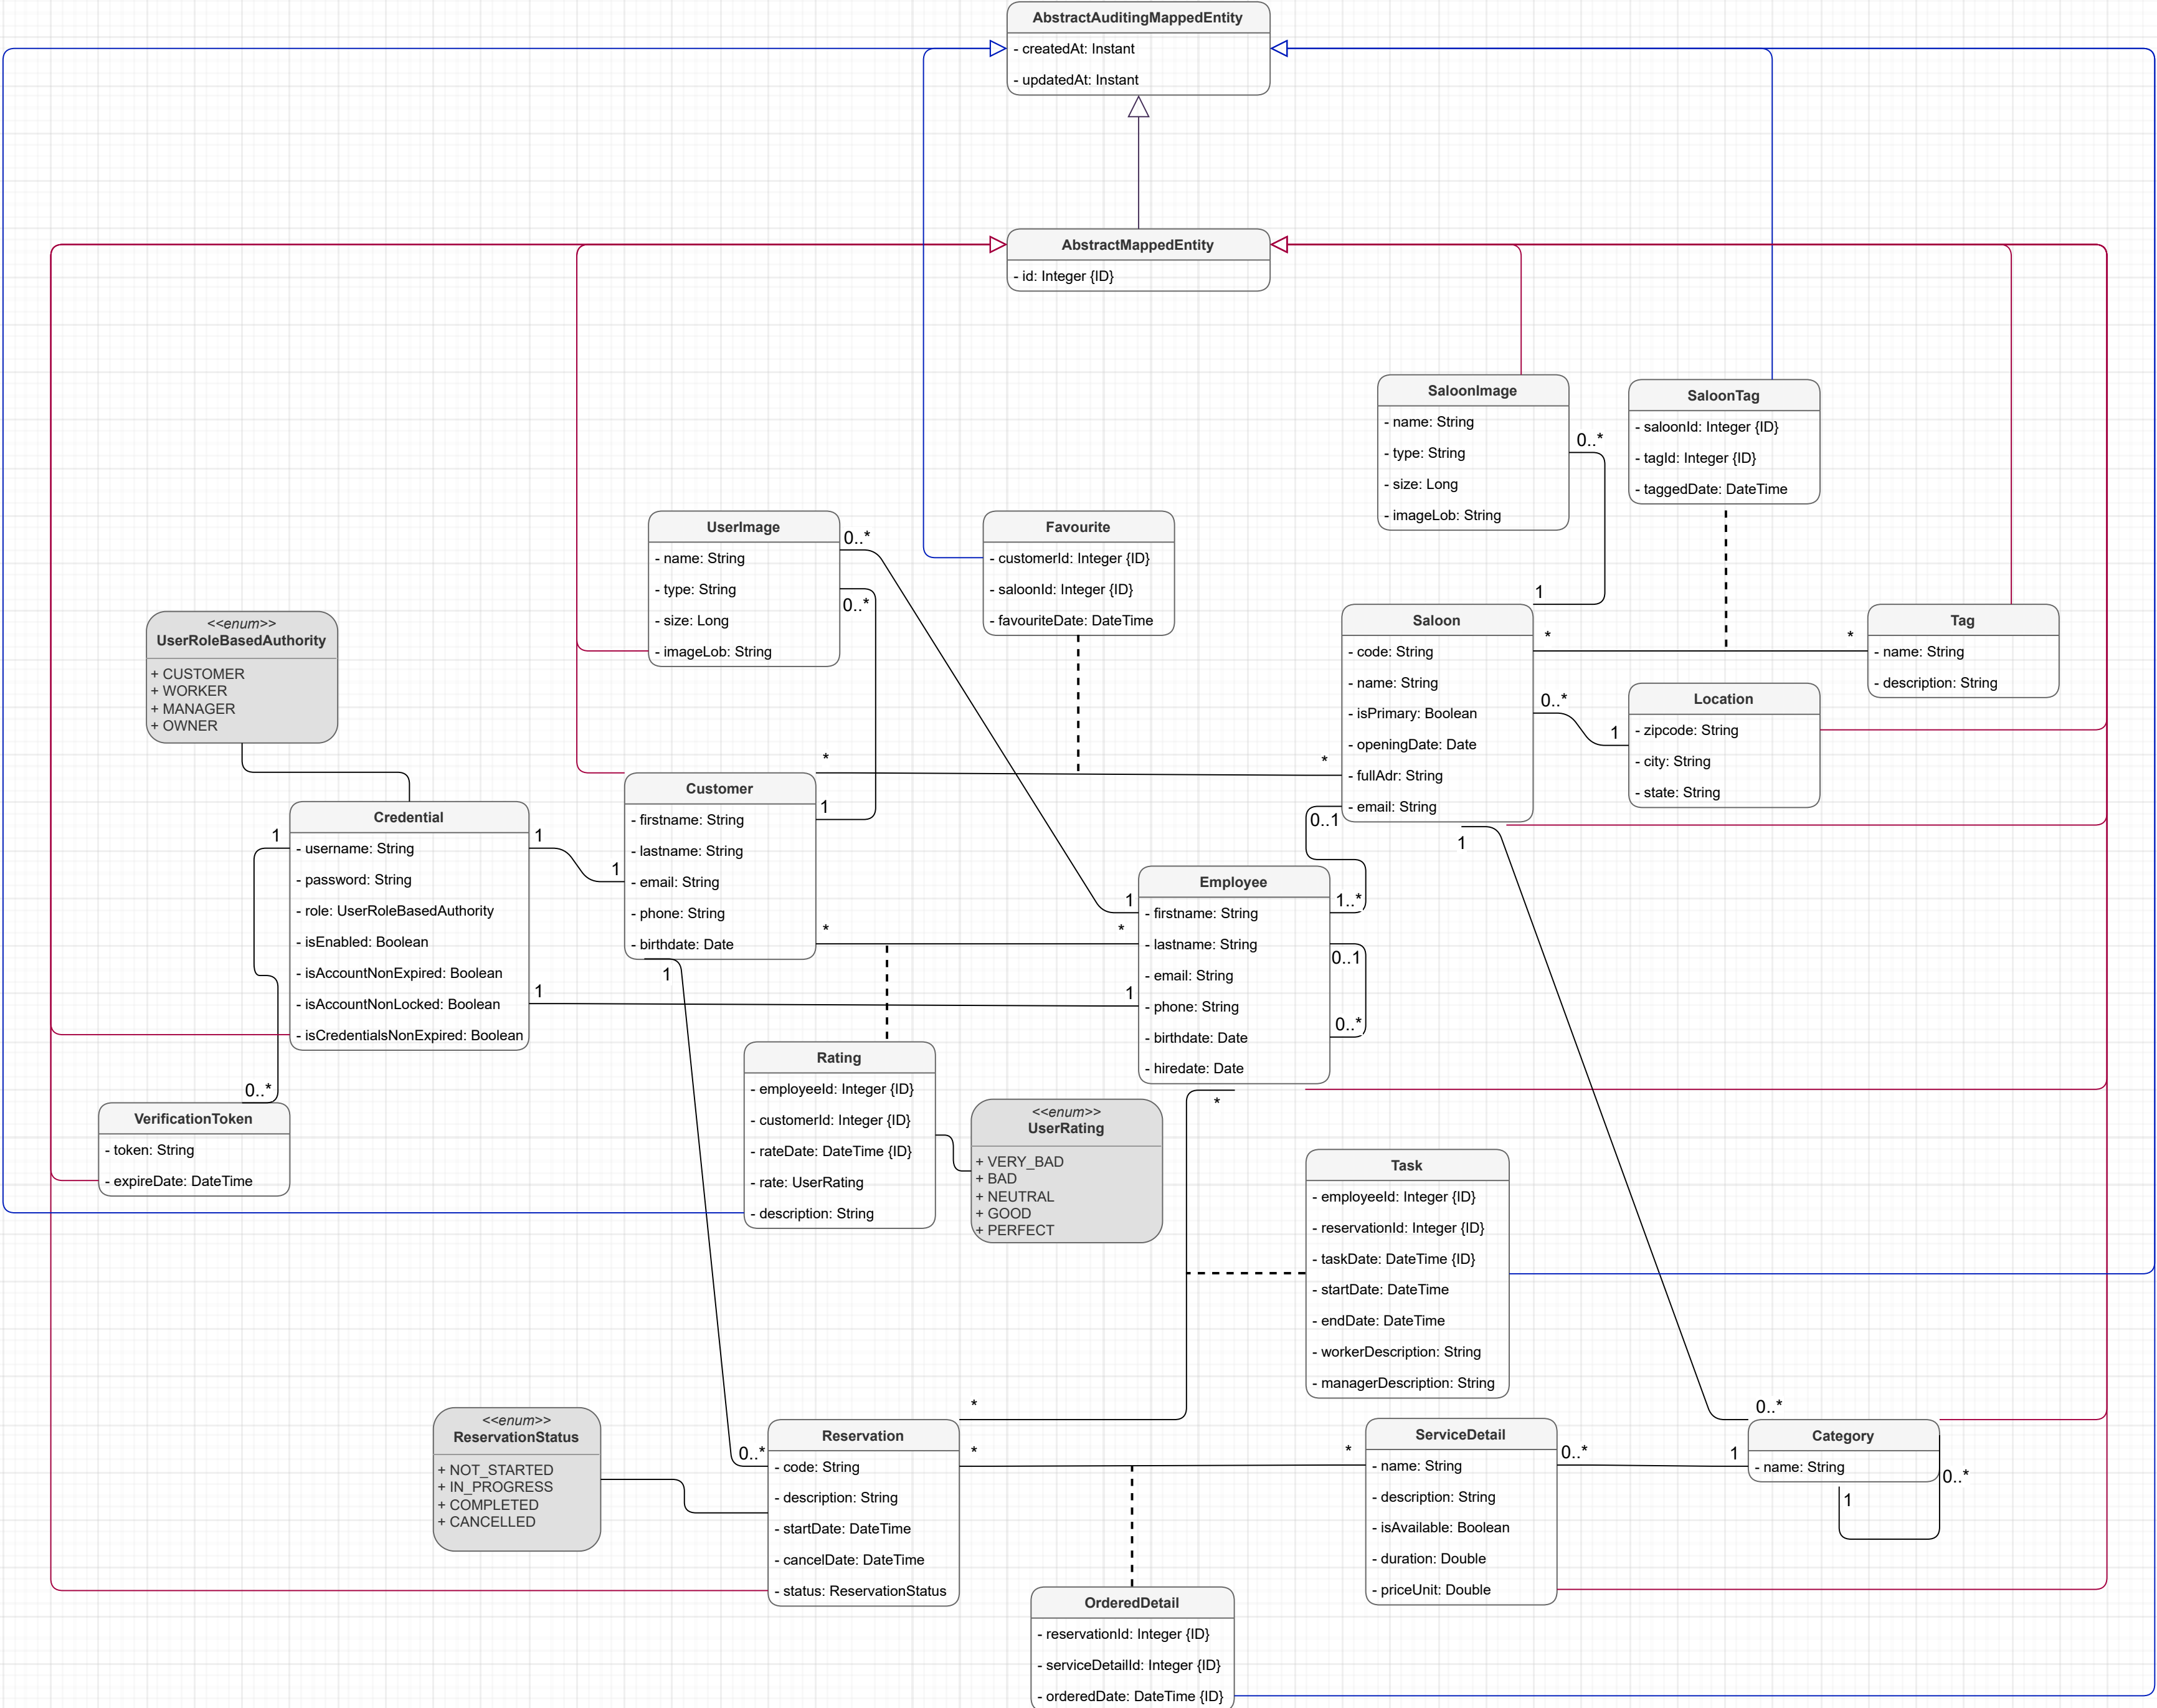 AbstractAuditingMappedEntity
- createdAt: Instant
- updatedAt: Instant
AbstractMappedEntity
- id: Integer {ID}
SaloonImage
- name: String
- type: String
- size: Long
- imageLob: String
0..*
1
SaloonTag
- saloonId: Integer {ID}
- tagId: Integer {ID}
- taggedDate: DateTime
UserImage
- name: String
- type: String
- size: Long
- imageLob: String
0..*
0..*
Favourite
- customerId: Integer {ID}
- saloonId: Integer {ID}
- favouriteDate: DateTime
<<enum>>
UserRoleBasedAuthority
+ CUSTOMER
+ WORKER
+ MANAGER
+ OWNER
Saloon
- code: String
- name: String
- isPrimary: Boolean
- openingDate: Date
- fullAdr: String
- email: String
*
*
0..*
1
*
*
0..1
1
Tag
- name: String
- description: String
Location
- zipcode: String
- city: String
- state: String
Credential
- username: String
- password: String
- role: UserRoleBasedAuthority
- isEnabled: Boolean
- isAccountNonExpired: Boolean
- isAccountNonLocked: Boolean
- isCredentialsNonExpired: Boolean
1
1
1
1
0..*
Customer
- firstname: String
- lastname: String
- email: String
- phone: String
- birthdate: Date
1
*
*
1
Employee
- firstname: String
- lastname: String
- email: String
- phone: String
- birthdate: Date
- hiredate: Date
1
1
1..*
0..1
0..*
*
VerificationToken
- token: String
- expireDate: DateTime
Rating
- employeeId: Integer {ID}
- customerId: Integer {ID}
- rateDate: DateTime {ID}
- rate: UserRating
- description: String
<<enum>>
UserRating
+ VERY_BAD
+ BAD
+ NEUTRAL
+ GOOD
+ PERFECT
Task
- employeeId: Integer {ID}
- reservationId: Integer {ID}
- taskDate: DateTime {ID}
- startDate: DateTime
- endDate: DateTime
- workerDescription: String
- managerDescription: String
<<enum>>
ReservationStatus
+ NOT_STARTED
+ IN_PROGRESS
+ COMPLETED
+ CANCELLED
*
0..*
Reservation
- code: String
- description: String
- startDate: DateTime
- cancelDate: DateTime
- status: ReservationStatus
*
*
ServiceDetail
- name: String
- description: String
- isAvailable: Boolean
- duration: Double
- priceUnit: Double
0..*
1
0..*
Category
- name: String
0..*
1
OrderedDetail
- reservationId: Integer {ID}
- serviceDetailId: Integer {ID}
- orderedDate: DateTime {ID}